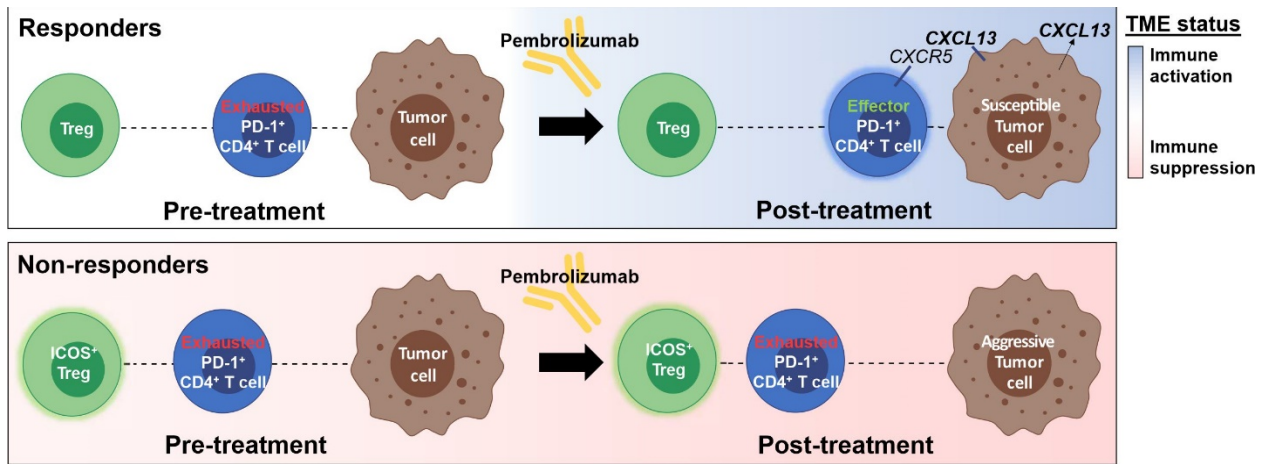 Responders
Treg
Exhausted
PD-1⁺
CD4⁺ T cell
Tumor
cell
Pre-treatment
Pembrolizumab
Treg
CXCR5
CXCL13
CXCL13
Effector
PD-1⁺
CD4⁺ T cell
Susceptible
Tumor
cell
Post-treatment
TME status
Immune
activation
Immune
suppression
Non-responders
ICOS⁺
Treg
Exhausted
PD-1⁺
CD4⁺ T cell
Tumor
cell
Pre-treatment
Pembrolizumab
ICOS⁺
Treg
Exhausted
PD-1⁺
CD4⁺ T cell
Aggressive
Tumor
cell
Post-treatment